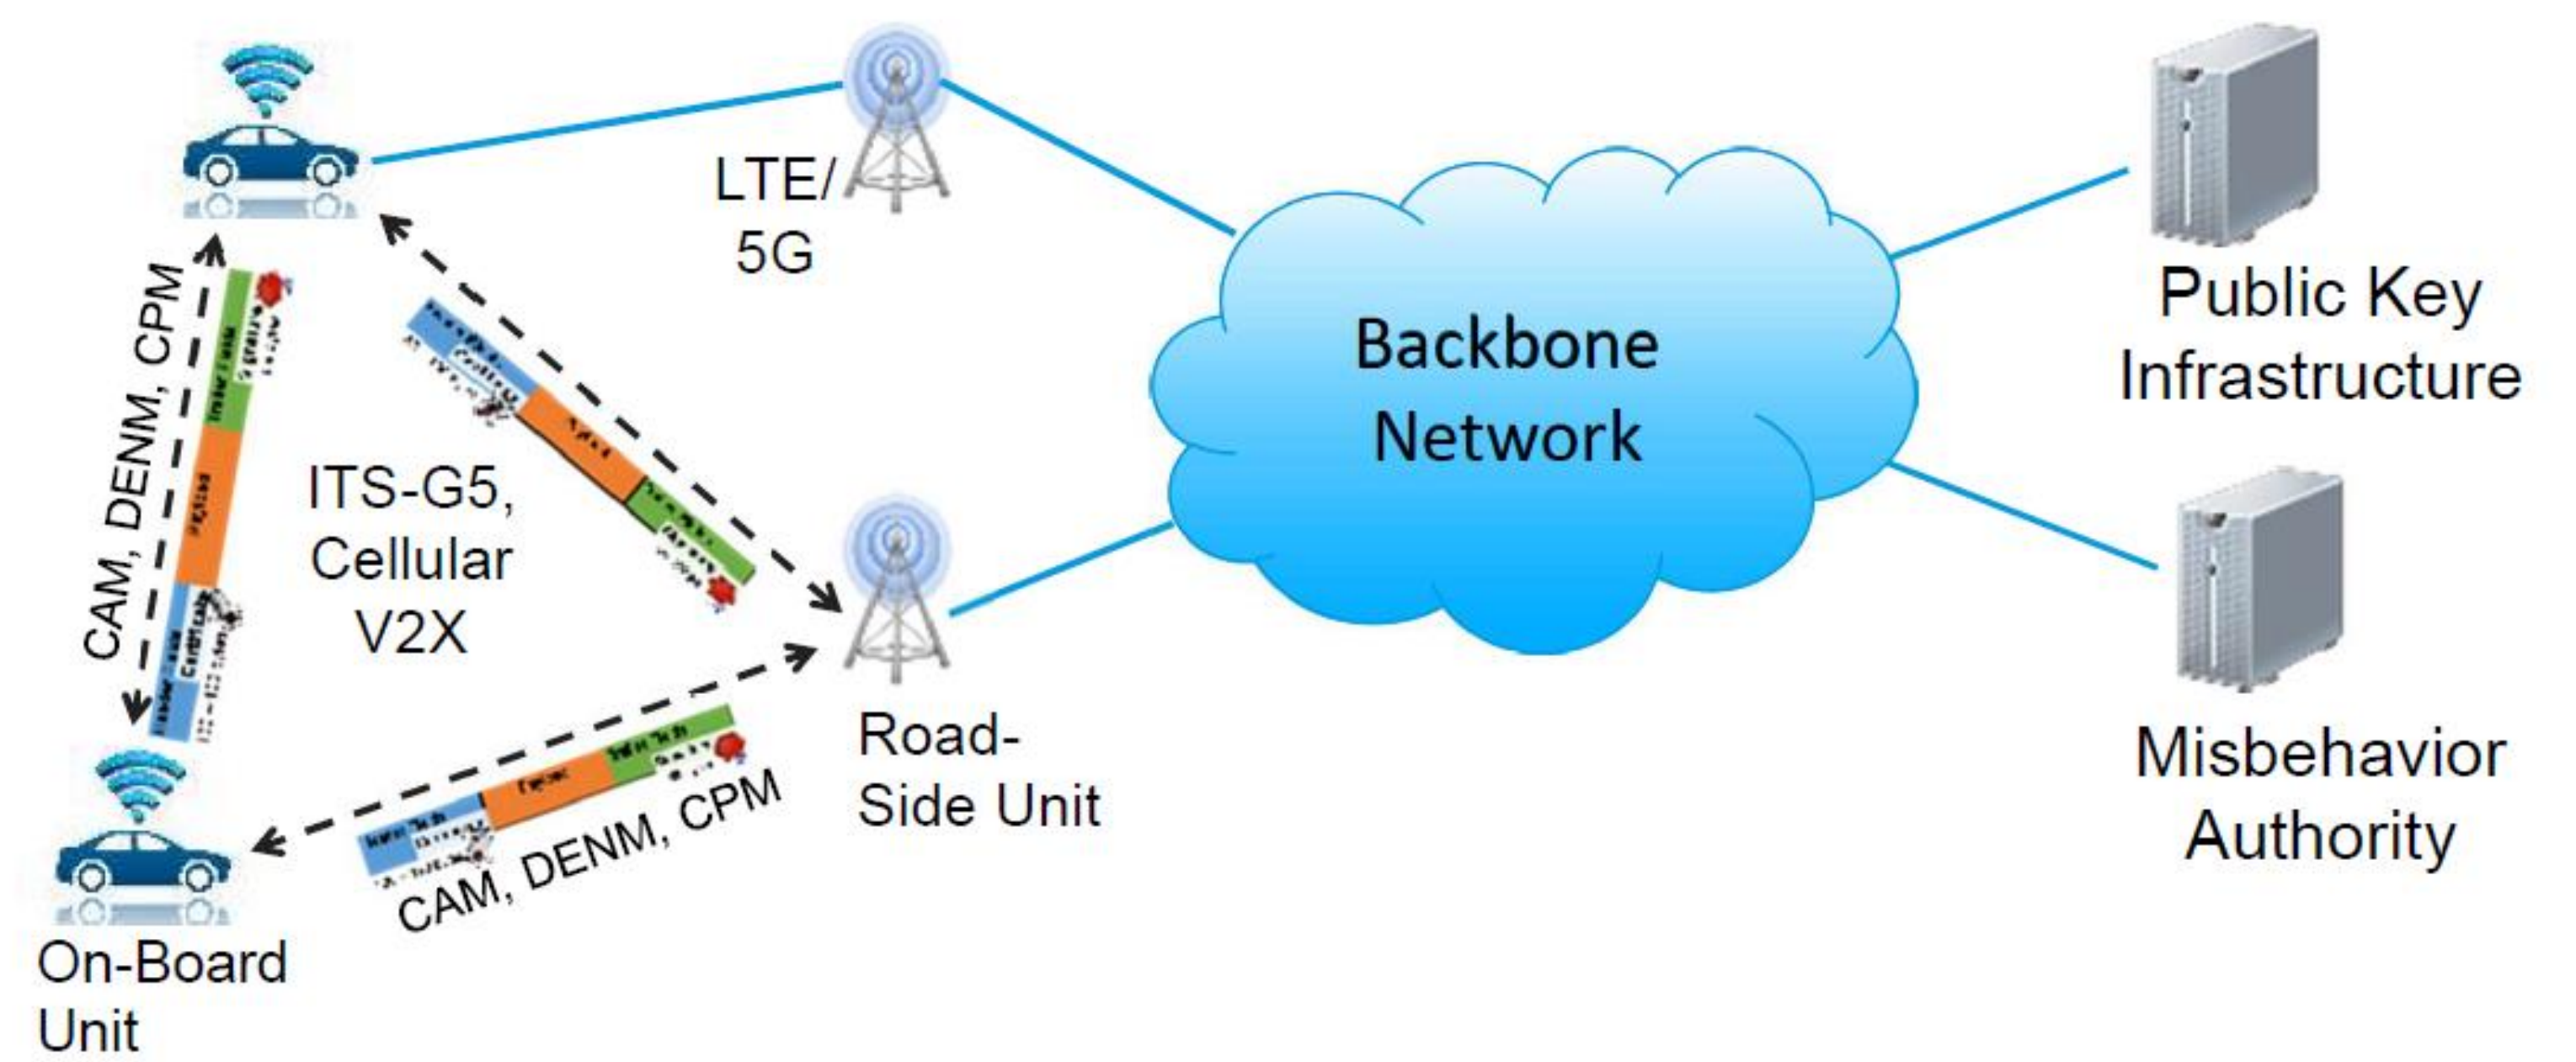 LTE/
5G
Public Key
Infrastructure
Backbone
Network
CAM, DENM, CPM
ITS-G5,
Cellular
V2X
Road-
Side Unit
CAM, DENM, CPM
Misbehavior
Authority
On-Board
Unit